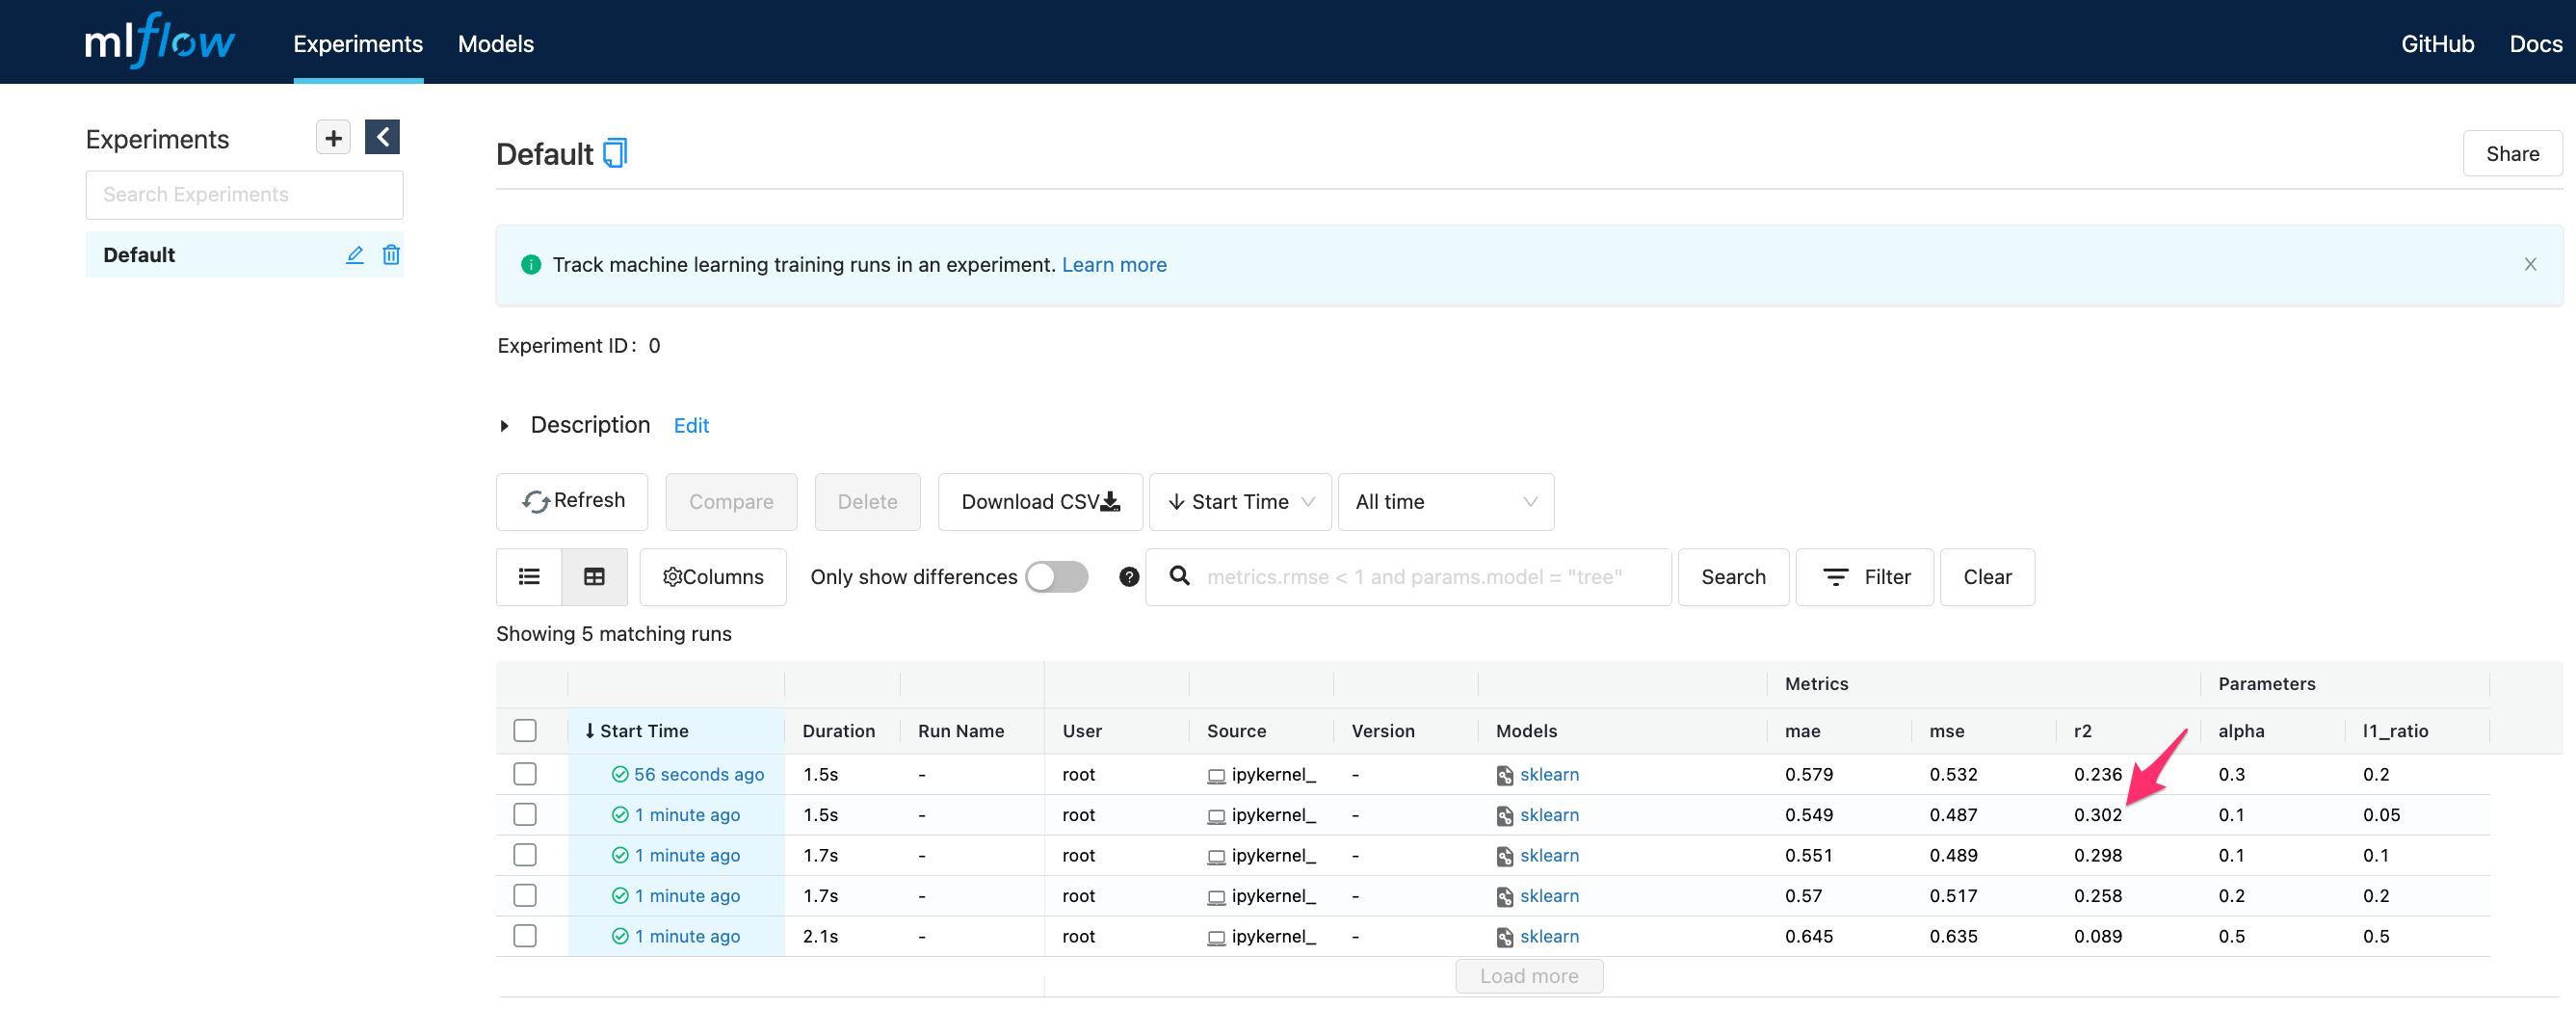 mlflow Experiments Models GitHub Docs
Experiments
Search Experiments
Default
Default
Share
Track machine learning training runs in an experiment. Learn more
Experiment ID: 0
Description Edit
Refresh Compare Delete Download CSV Start Time All time
Columns Only show differences metrics.rmse < 1 and params.model = "tree" Search Filter Clear
Showing 5 matching runs
Metrics Parameters
Start Time Duration Run Name User Source Version Models mae mse r2 alpha l1_ratio
56 seconds ago 1.5s - root ipykernel_ - sklearn 0.579 0.532 0.236 0.3 0.2
1 minute ago 1.5s - root ipykernel_ - sklearn 0.549 0.487 0.302 0.1 0.05
1 minute ago 1.7s - root ipykernel_ - sklearn 0.551 0.489 0.298 0.1 0.1
1 minute ago 1.7s - root ipykernel_ - sklearn 0.57 0.517 0.258 0.2 0.2
1 minute ago 2.1s - root ipykernel_ - sklearn 0.645 0.635 0.089 0.5 0.5
Load more